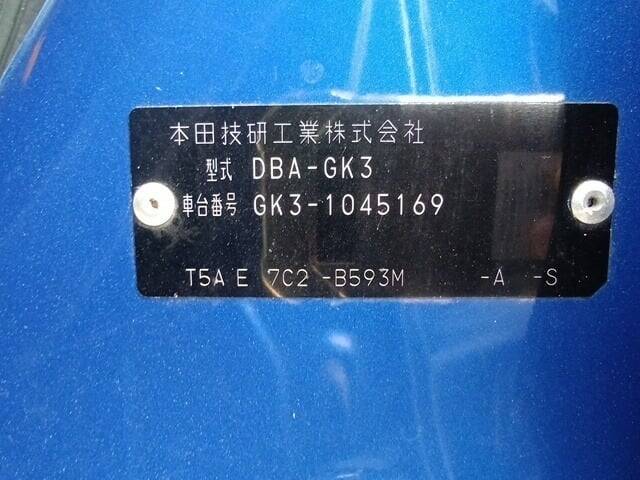 本田技研工業株式会社
型式 DBA-GK3
車台番号 GK3-1045169
T5A E 7C2 -B593M -A -S